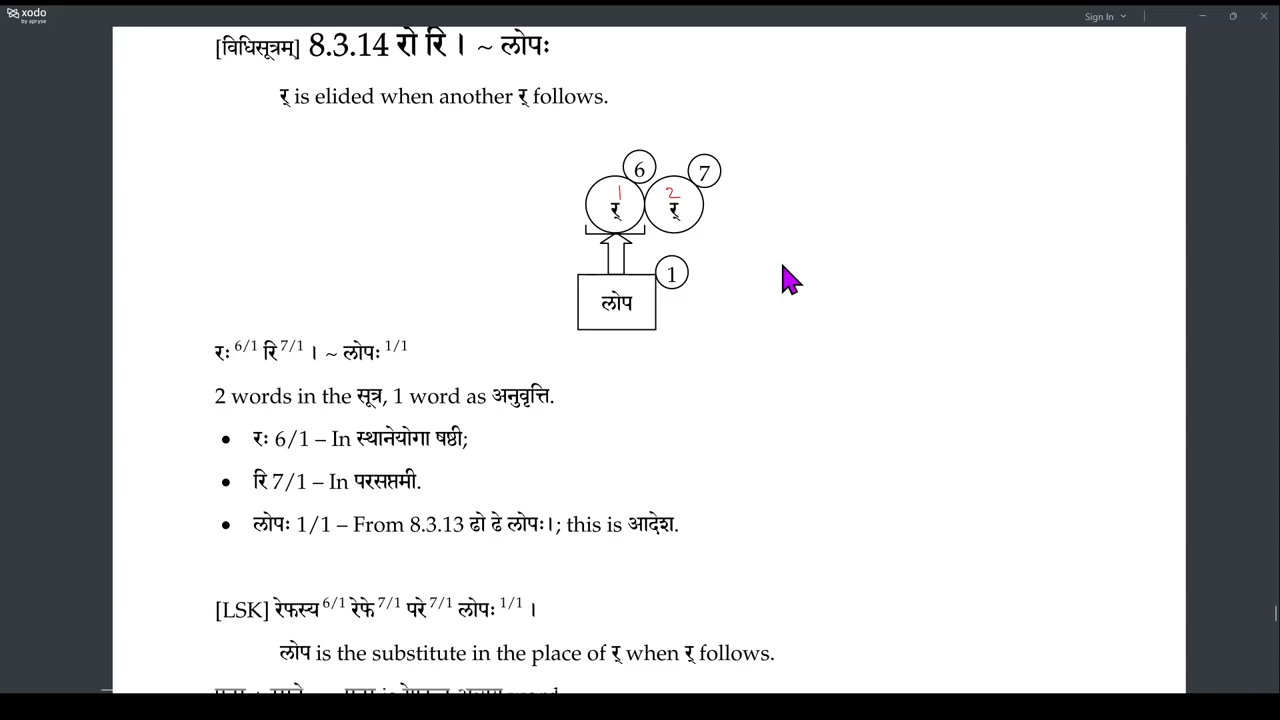 xodo
by apryse
Sign In
[विधिसूत्रम्] 8.3.14 रो रि । ~ लोपः
र् is elided when another र् follows.
6 7
1 2
र् र्
1
लोप
रः 6/1 रि 7/1 । ~ लोपः 1/1
2 words in the सूत्र, 1 word as अनुवृत्ति.
• रः 6/1 – In स्थानेयोगा षष्ठी;
• रि 7/1 – In परसप्तमी.
• लोपः 1/1 – From 8.3.13 ढो ढे लोपः।; this is आदेश.
[LSK] रेफस्य 6/1 रेफे 7/1 परे 7/1 लोपः 1/1 ।
लोप is the substitute in the place of र् when र् follows.